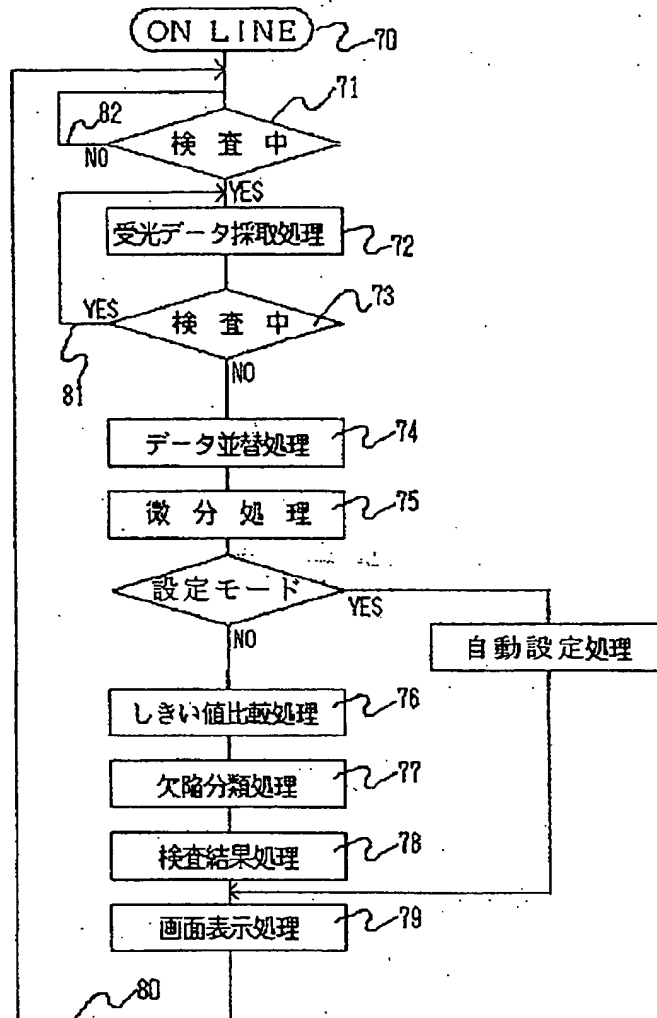 ON LINE
70
71
82
検査中
NO
YES
受光データ採取処理
72
73
YES
検査中
81
NO
データ並替処理
74
微分処理
75
設定モード
YES
NO
自動設定処理
しきい値比較処理
76
欠陥分類処理
77
検査結果処理
78
画面表示処理
79
80